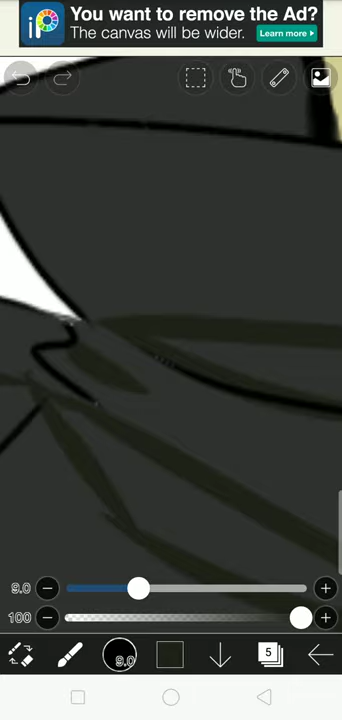 iP
You want to remove the Ad?
The canvas will be wider.
Learn more
9.0
100
9.0
5